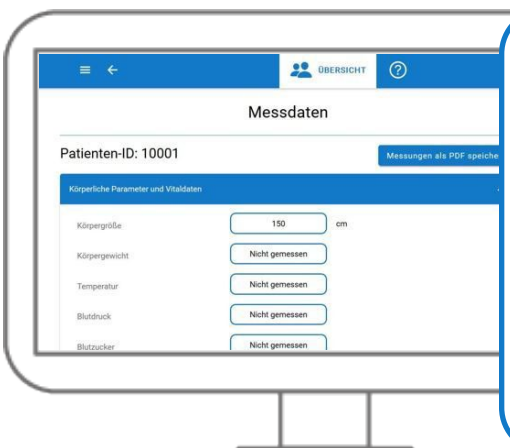 ÜBERSICHT
Messdaten
Patienten-ID: 10001
Messungen als PDF speiche
Körperliche Parameter und Vitaldaten
Körpergröße 150 cm
Körpergewicht Nicht gemessen
Temperatur Nicht gemessen
Blutdruck Nicht gemessen
Blutzucker Nicht gemessen